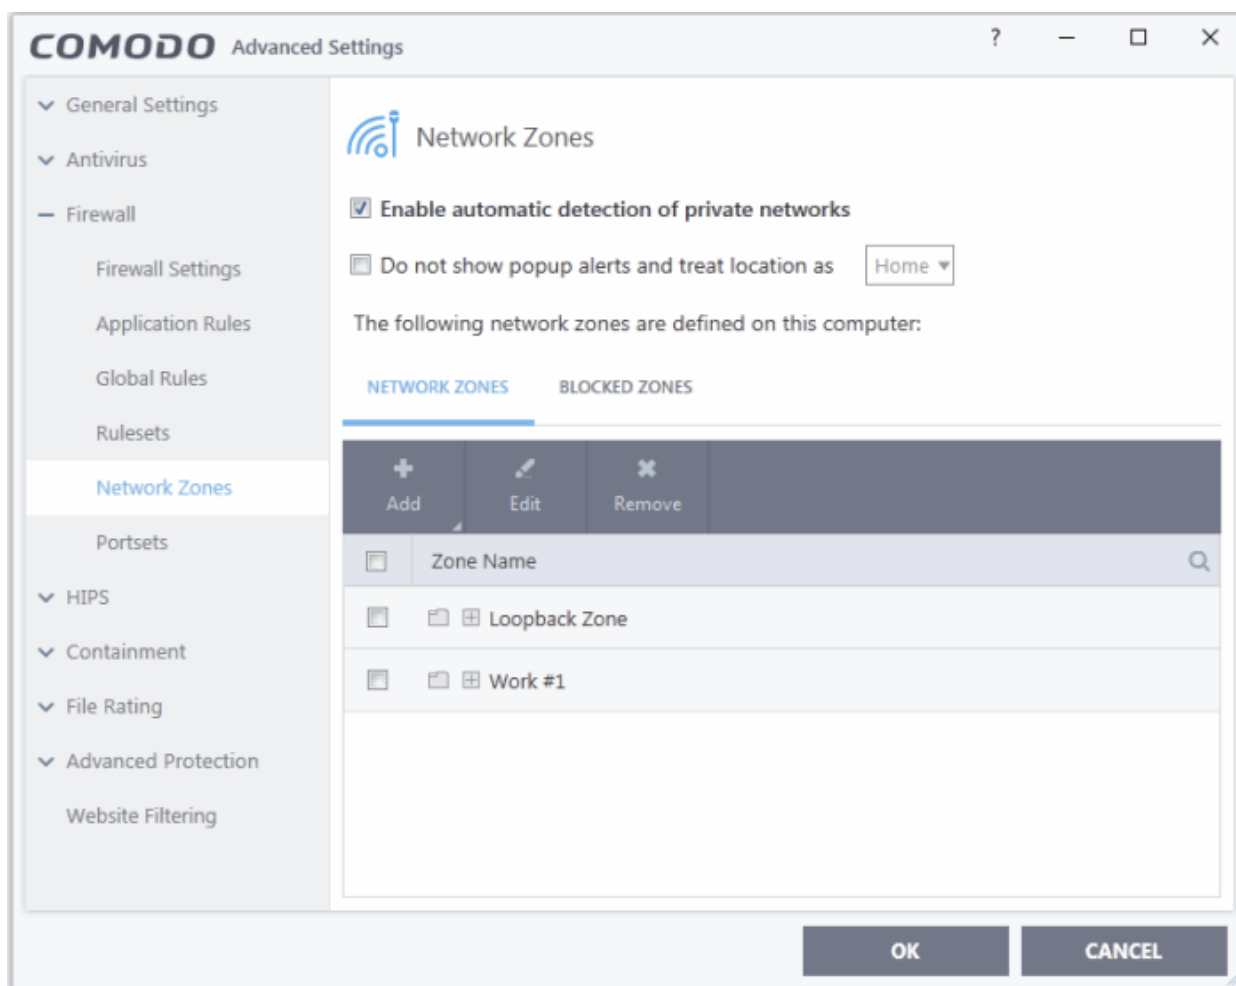 COMODO Advanced Settings ?
General Settings
Antivirus
Firewall
Firewall Settings
Application Rules
Global Rules
Rulesets
Network Zones
Portsets
HIPS
Containment
File Rating
Advanced Protection
Website Filtering
Network Zones
Enable automatic detection of private networks
Do not show popup alerts and treat location as Home
The following network zones are defined on this computer:
NETWORK ZONES BLOCKED ZONES
Add Edit Remove
Zone Name
Loopback Zone
Work #1
OK CANCEL